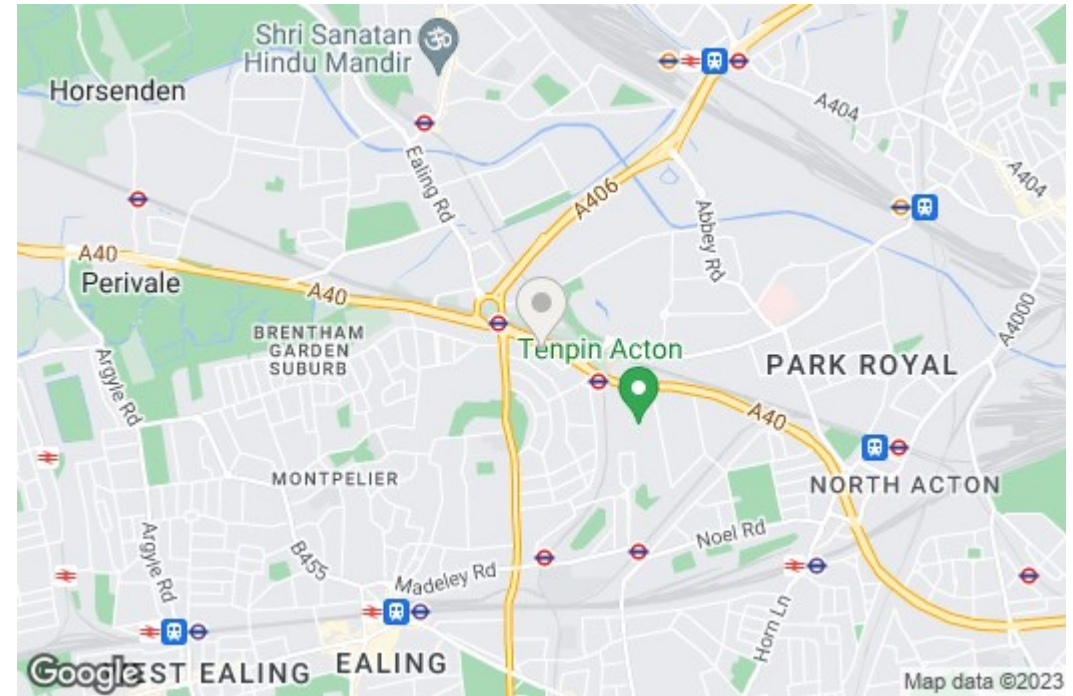 Shri Sanatan
Hindu Mandir
Horsenden
A404
A404
Ealing Rd
A406
Abbey Rd
A40
Perivale
A40
BRENTHAM
GARDEN
SUBURB
A4000
Tenpin Acton
PARK ROYAL
Argyle Rd
A40
MONTPELIER
NORTH ACTON
Noel Rd
Argyle Rd
B455
Madeley Rd
Horn Ln
EALING
Google
EST EALING
Map data ©2023